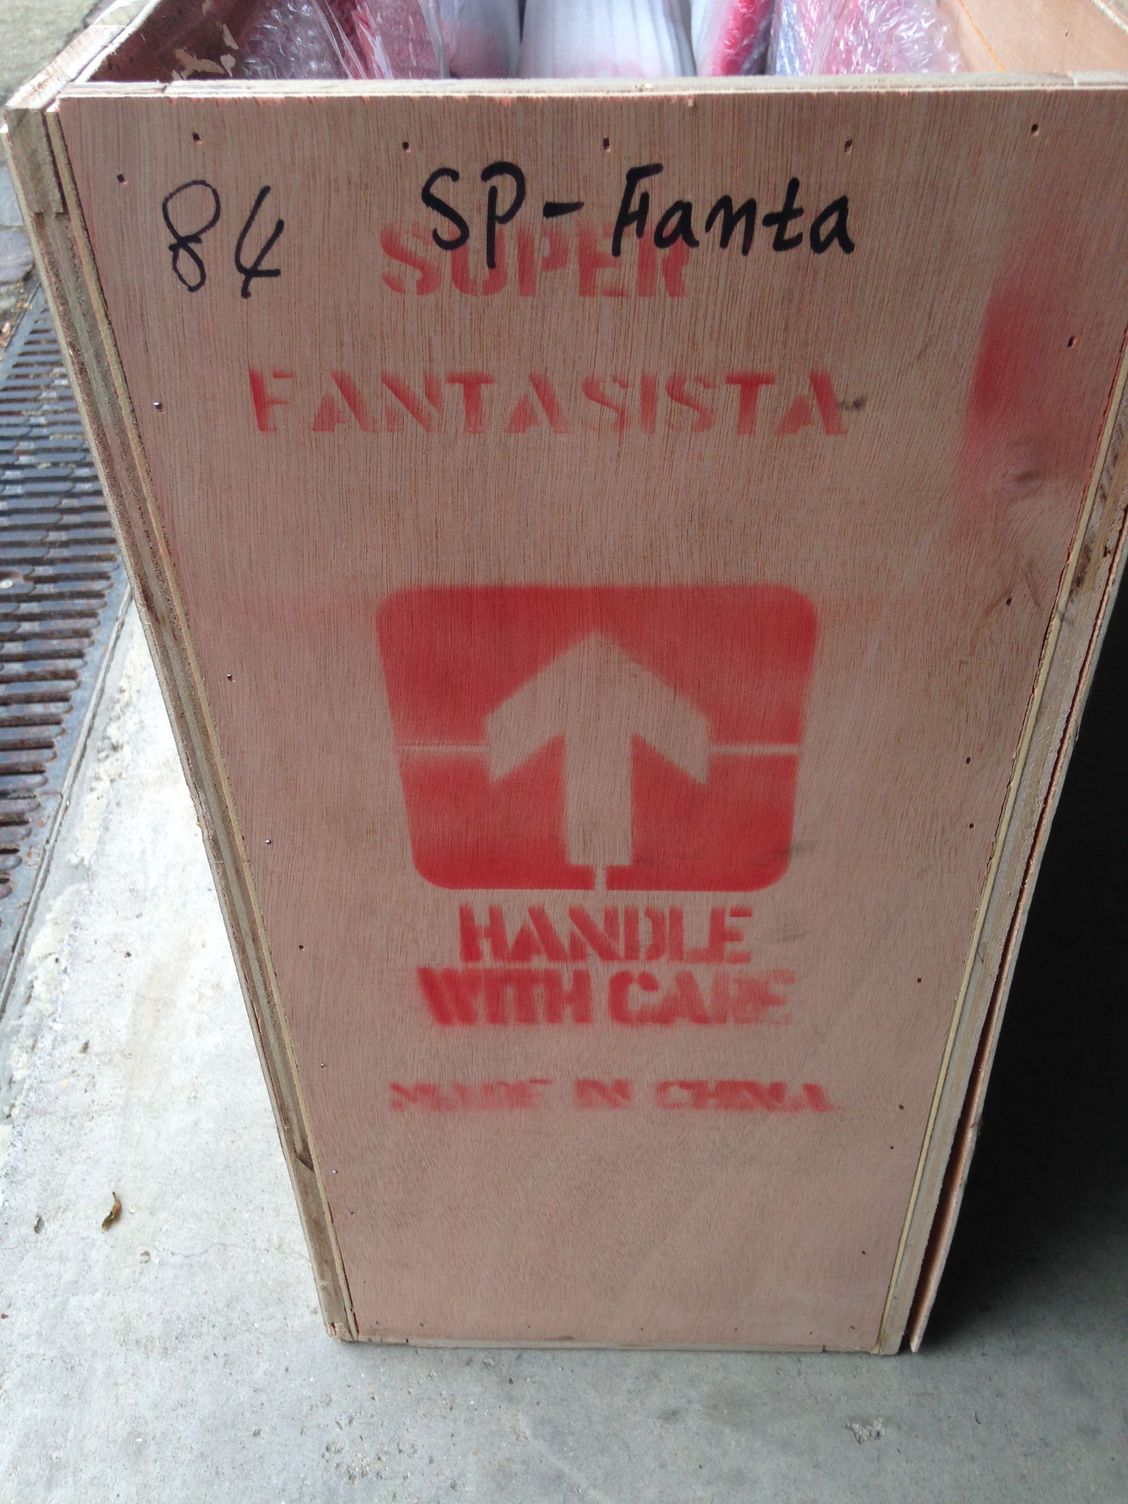 84 SP-Fanta
SUPER
FANTASISTA
HANDLE
WITH CARE
MADE IN CHINA